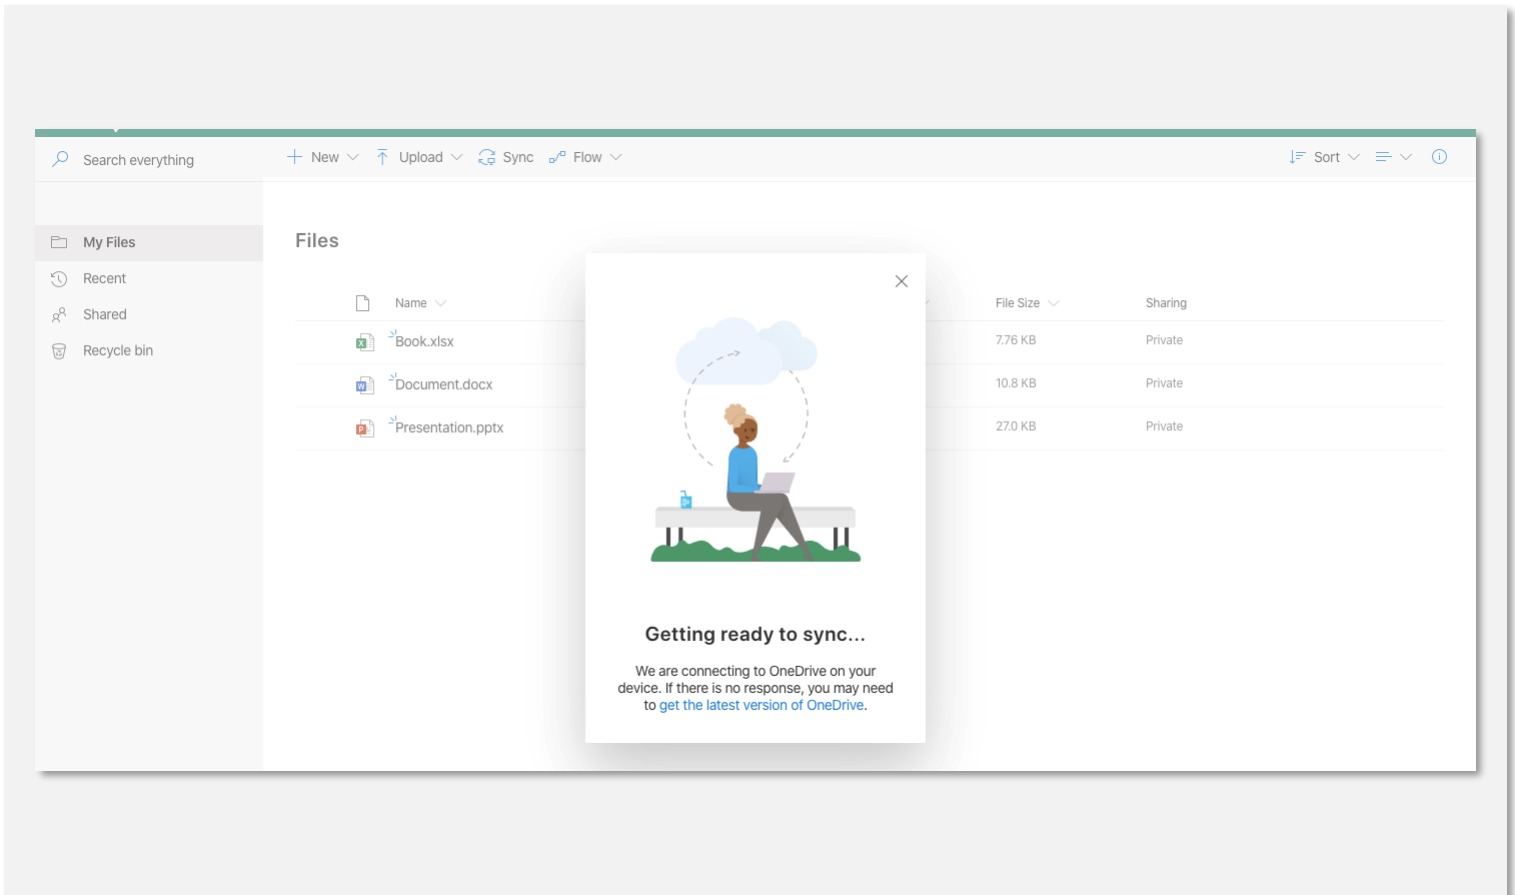 Search everything
New
Upload
Sync
Flow
Sort
My Files
Recent
Shared
Recycle bin
Files
Name
File Size
Sharing
Book.xlsx
7.76 KB
Private
Document.docx
10.8 KB
Private
Presentation.pptx
27.0 KB
Private
Getting ready to sync...
We are connecting to OneDrive on your
device. If there is no response, you may need
to get the latest version of OneDrive.